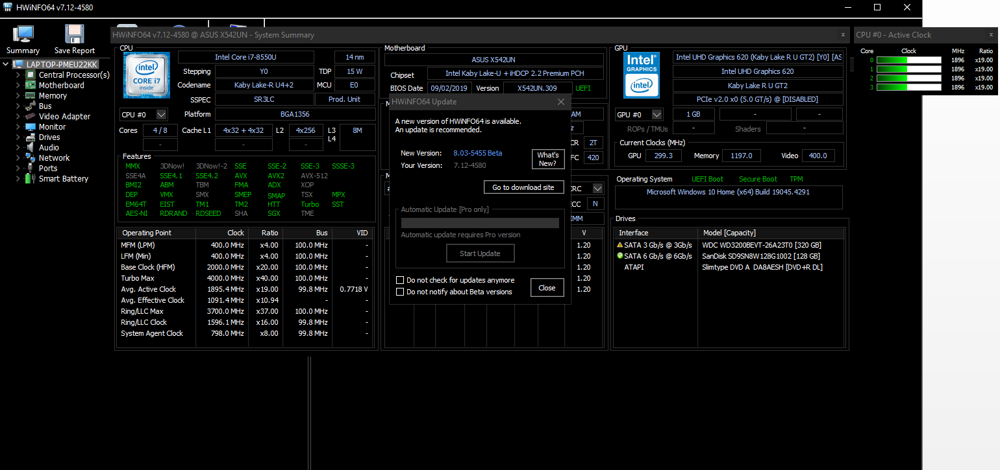 HWiNFO64 v7.12-4580
Summary
Save Report
LAPTOP-PMEU22KK
Central Processor(s)
Motherboard
Memory
Bus
Video Adapter
Monitor
Drives
Audio
Network
Ports
Smart Battery
HWiNFO64 v7.12-4580 @ ASUS X542UN - System Summary
CPU
intel
CORE i7
inside
Intel Core i7-8550U 14 nm
Stepping Y0 TDP 15 W
Codename Kaby Lake-R U4+2 MCU E0
SSPEC SR3LC Prod. Unit
CPU #0 Platform BGA1356
Cores 4 / 8 Cache L1 4x32 + 4x32 L2 4x256 L3 8M
- - - L4
Features
MMX 3DNow! 3DNow!-2 SSE SSE-2 SSE-3 SSSE-3
SSE4A SSE4.1 SSE4.2 AVX AVX2 AVX-512
BMI2 ABM TBM FMA ADX XOP
DEP VMX SMX SMEP SMAP TSX MPX
EM64T EIST TM1 TM2 HTT Turbo SST
AES-NI RDRAND RDSEED SHA SGX TME
Operating Point Clock Ratio Bus VID
MFM (LPM) 400.0 MHz x4.00 100.0 MHz -
LFM (Min) 400.0 MHz x4.00 100.0 MHz -
Base Clock (HFM) 2000.0 MHz x20.00 100.0 MHz -
Turbo Max 4000.0 MHz x40.00 100.0 MHz -
Avg. Active Clock 1895.4 MHz x19.00 99.8 MHz 0.7718 V
Avg. Effective Clock 1091.4 MHz x10.94 - -
Ring/LLC Max 3700.0 MHz x37.00 100.0 MHz -
Ring/LLC Clock 1596.1 MHz x16.00 99.8 MHz -
System Agent Clock 798.0 MHz x8.00 99.8 MHz -
Motherboard
ASUS X542UN
Chipset Intel Kaby Lake-U + iHDCP 2.2 Premium PCH
BIOS Date 09/02/2019 Version X542UN.309 UEFI
2T
420
N
V
1.20
1.20
1.20
1.20
1.20
HWiNFO64 Update
A new version of HWiNFO64 is available.
An update is recommended.
New Version: 8.03-5455 Beta
Your Version: 7.12-4580
What's
New?
Go to download site
Automatic Update [Pro only]
Automatic update requires Pro version
Start Update
Do not check for updates anymore
Do not notify about Beta versions
Close
GPU
Intel
GRAPHICS
intel
Intel UHD Graphics 620 (Kaby Lake R U GT2) [Y0] [AS
Intel UHD Graphics 620
Kaby Lake R U GT2
PCIe v2.0 x0 (5.0 GT/s) @ [DISABLED]
GPU #0 1 GB - -
ROPs / TMUs - Shaders -
Current Clocks (MHz)
GPU 299.3 Memory 1197.0 Video 400.0
Operating System UEFI Boot Secure Boot TPM
Microsoft Windows 10 Home (x64) Build 19045.4291
Drives
Interface Model [Capacity]
SATA 3 Gb/s @ 3Gb/s WDC WD3200BEVT-26A23T0 [320 GB]
SATA 6 Gb/s @ 6Gb/s SanDisk SD9SN8W128G1002 [128 GB]
ATAPI Slimtype DVD A DA8AESH [DVD+R DL]
CPU #0 - Active Clock
Core Clock MHz Ratio
0 1896 x19.00
1 1896 x19.00
2 1896 x19.00
3 1896 x19.00